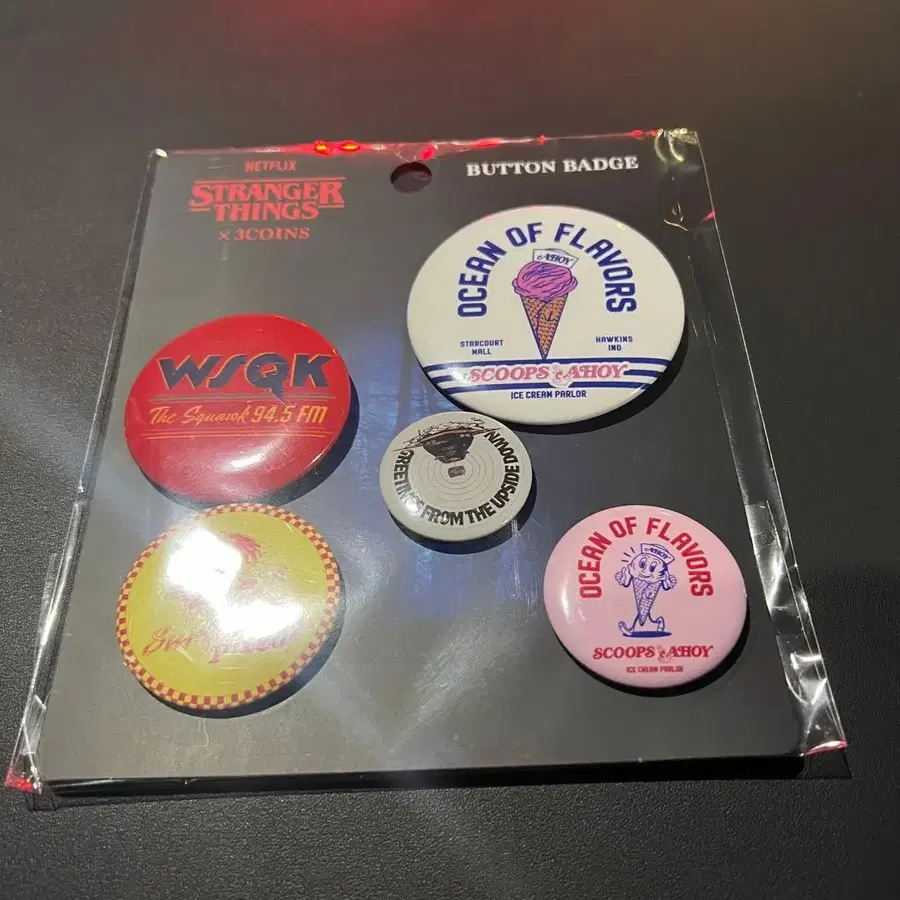 NETFLIX
STRANGER
THINGS
× 3COINS
BUTTON BADGE
OCEAN OF FLAVORS
AHOY
STARCOURT
MALL
HAWKINS
IND
SCOOPS AHOY
ICE CREAM PARLOR
WSQK
The Squawk 94.5 FM
GREETINGS FROM THE UPSIDE DOWN
Surfer
OCEAN OF FLAVORS
AHOY
SCOOPS AHOY
ICE CREAM PARLOR